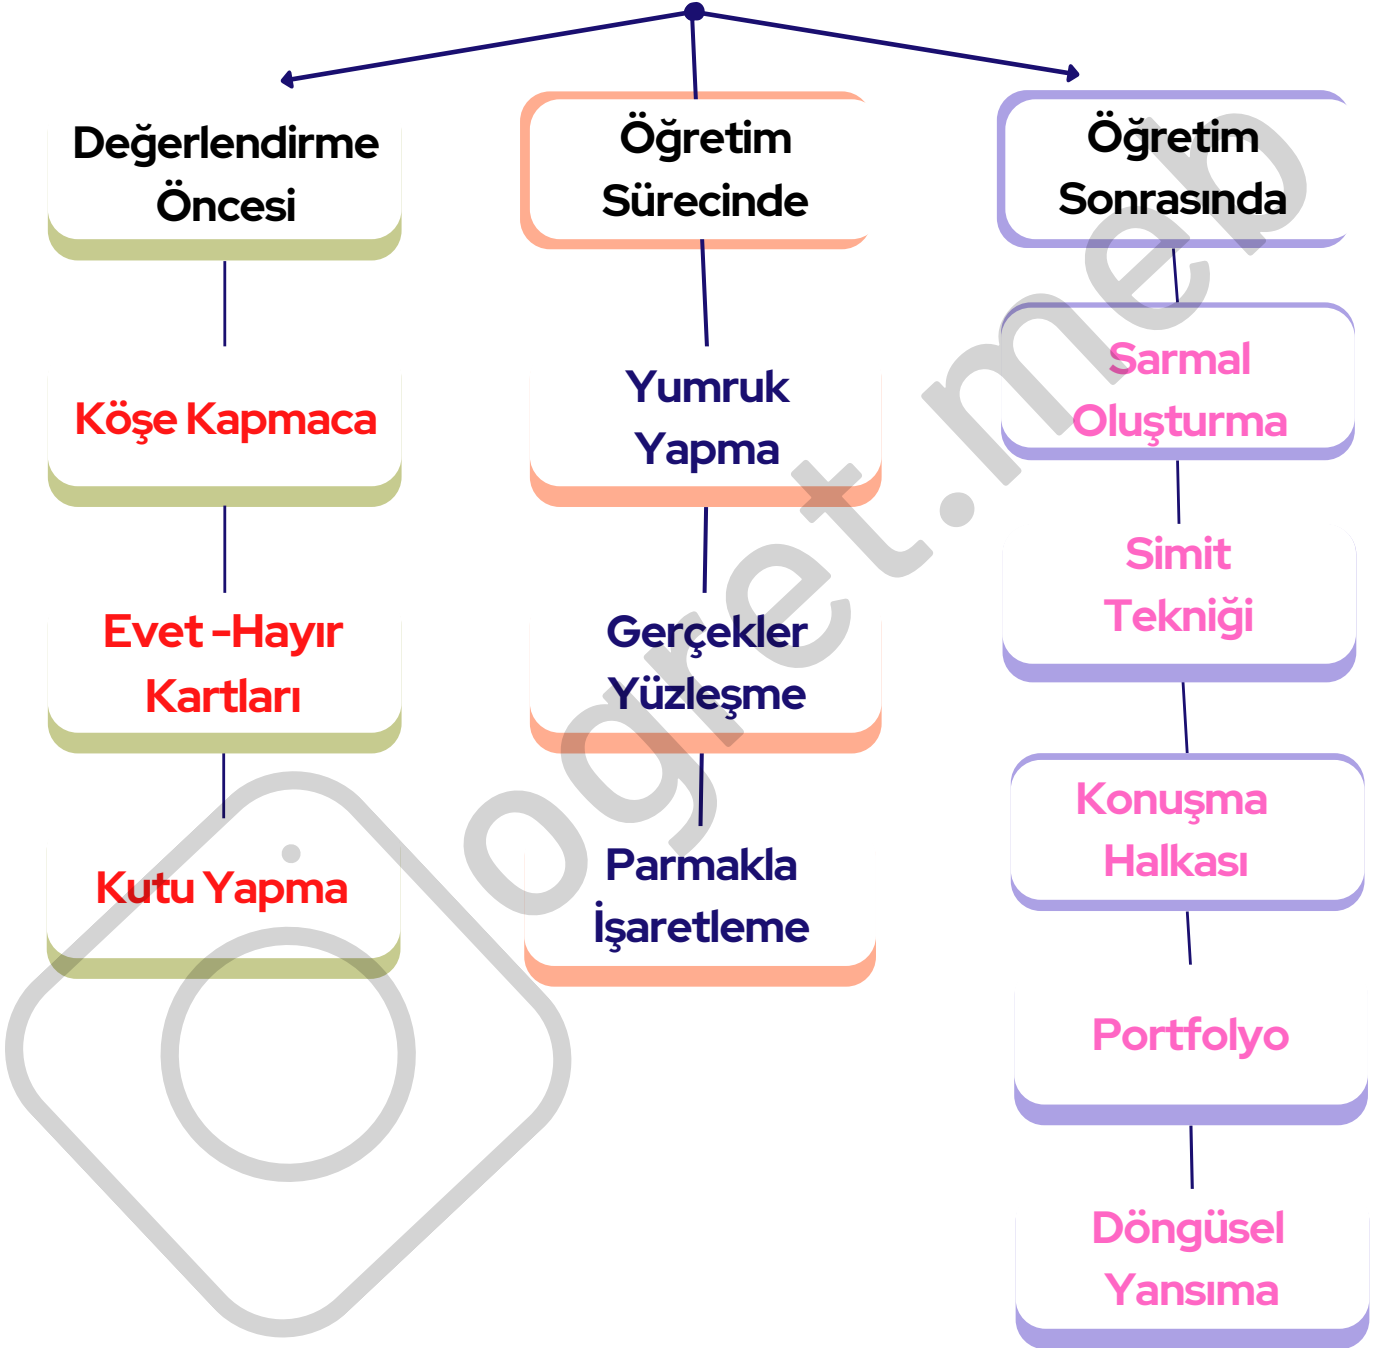 Değerlendirme
Öncesi
Köşe Kapmaca
Evet -Hayır
Kartları
Kutu Yapma
Öğretim
Sürecinde
Yumruk
Yapma
Gerçekler
Yüzleşme
Parmakla
İşaretleme
Öğretim
Sonrasında
Sarmal
Oluşturma
Simit
Tekniği
Konuşma
Halkası
Portfolyo
Döngüsel
Yansıma
ogret.meb